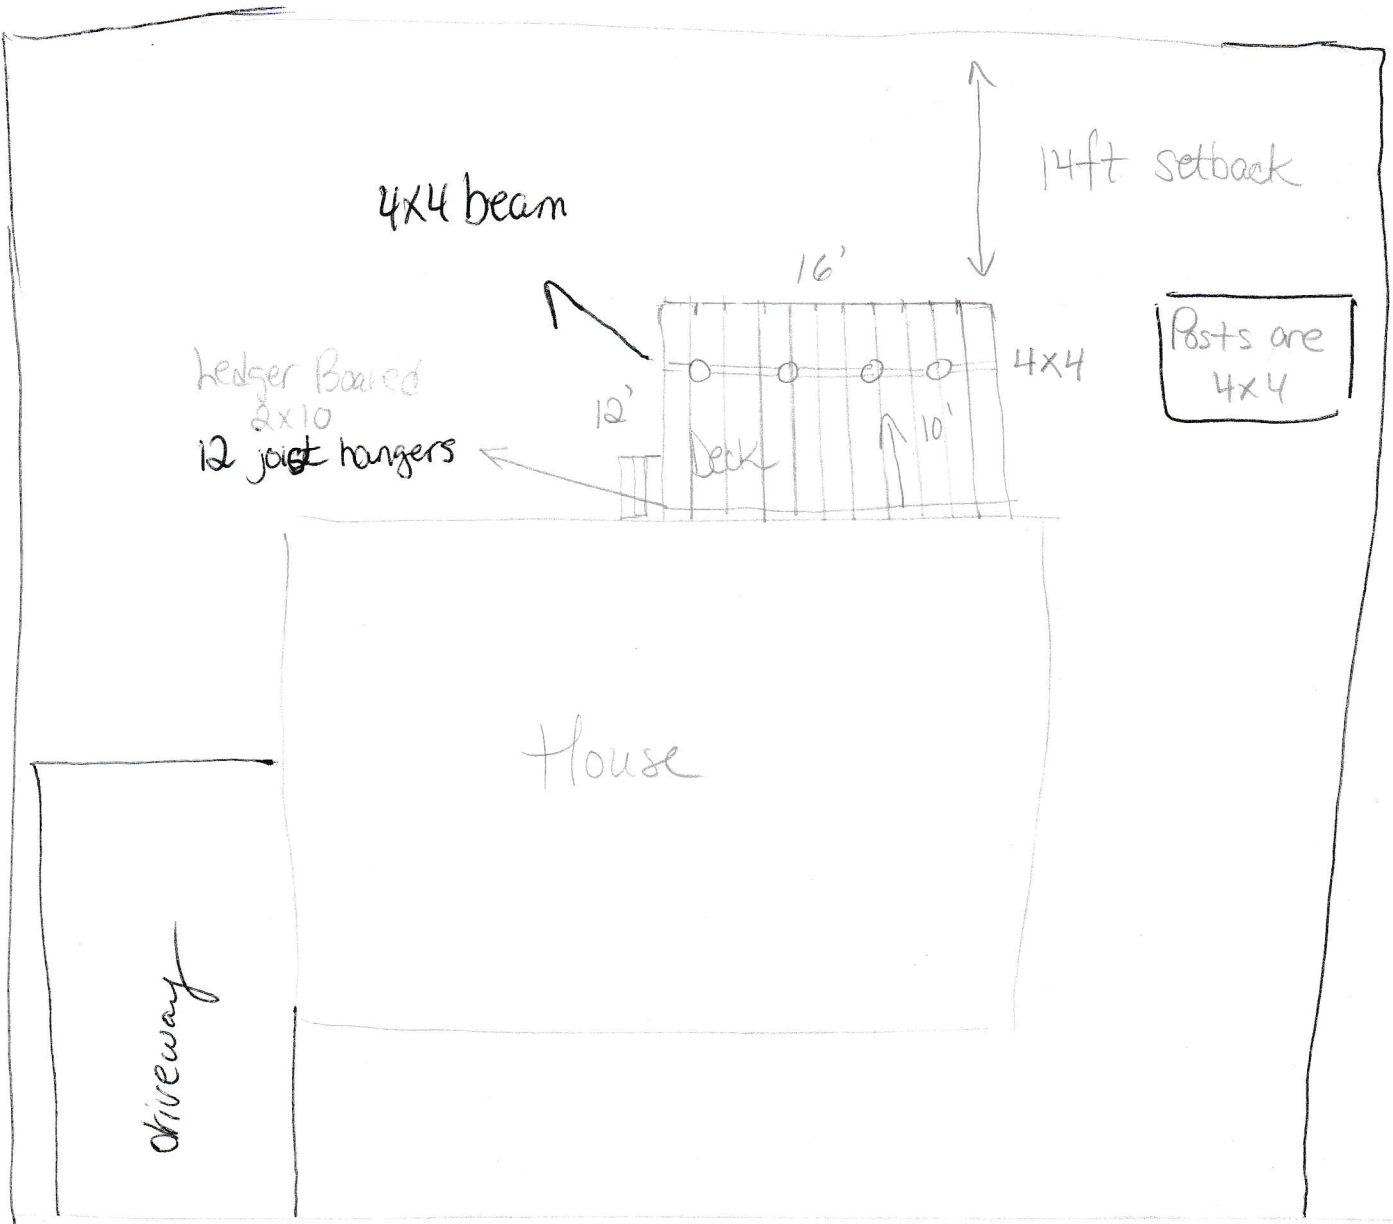 14ft setback
4x4 beam
16'
Posts are
4x4
4x4
Ledger Boared
2x10
12 joist hangers
12'
10'
Deck
House
driveway